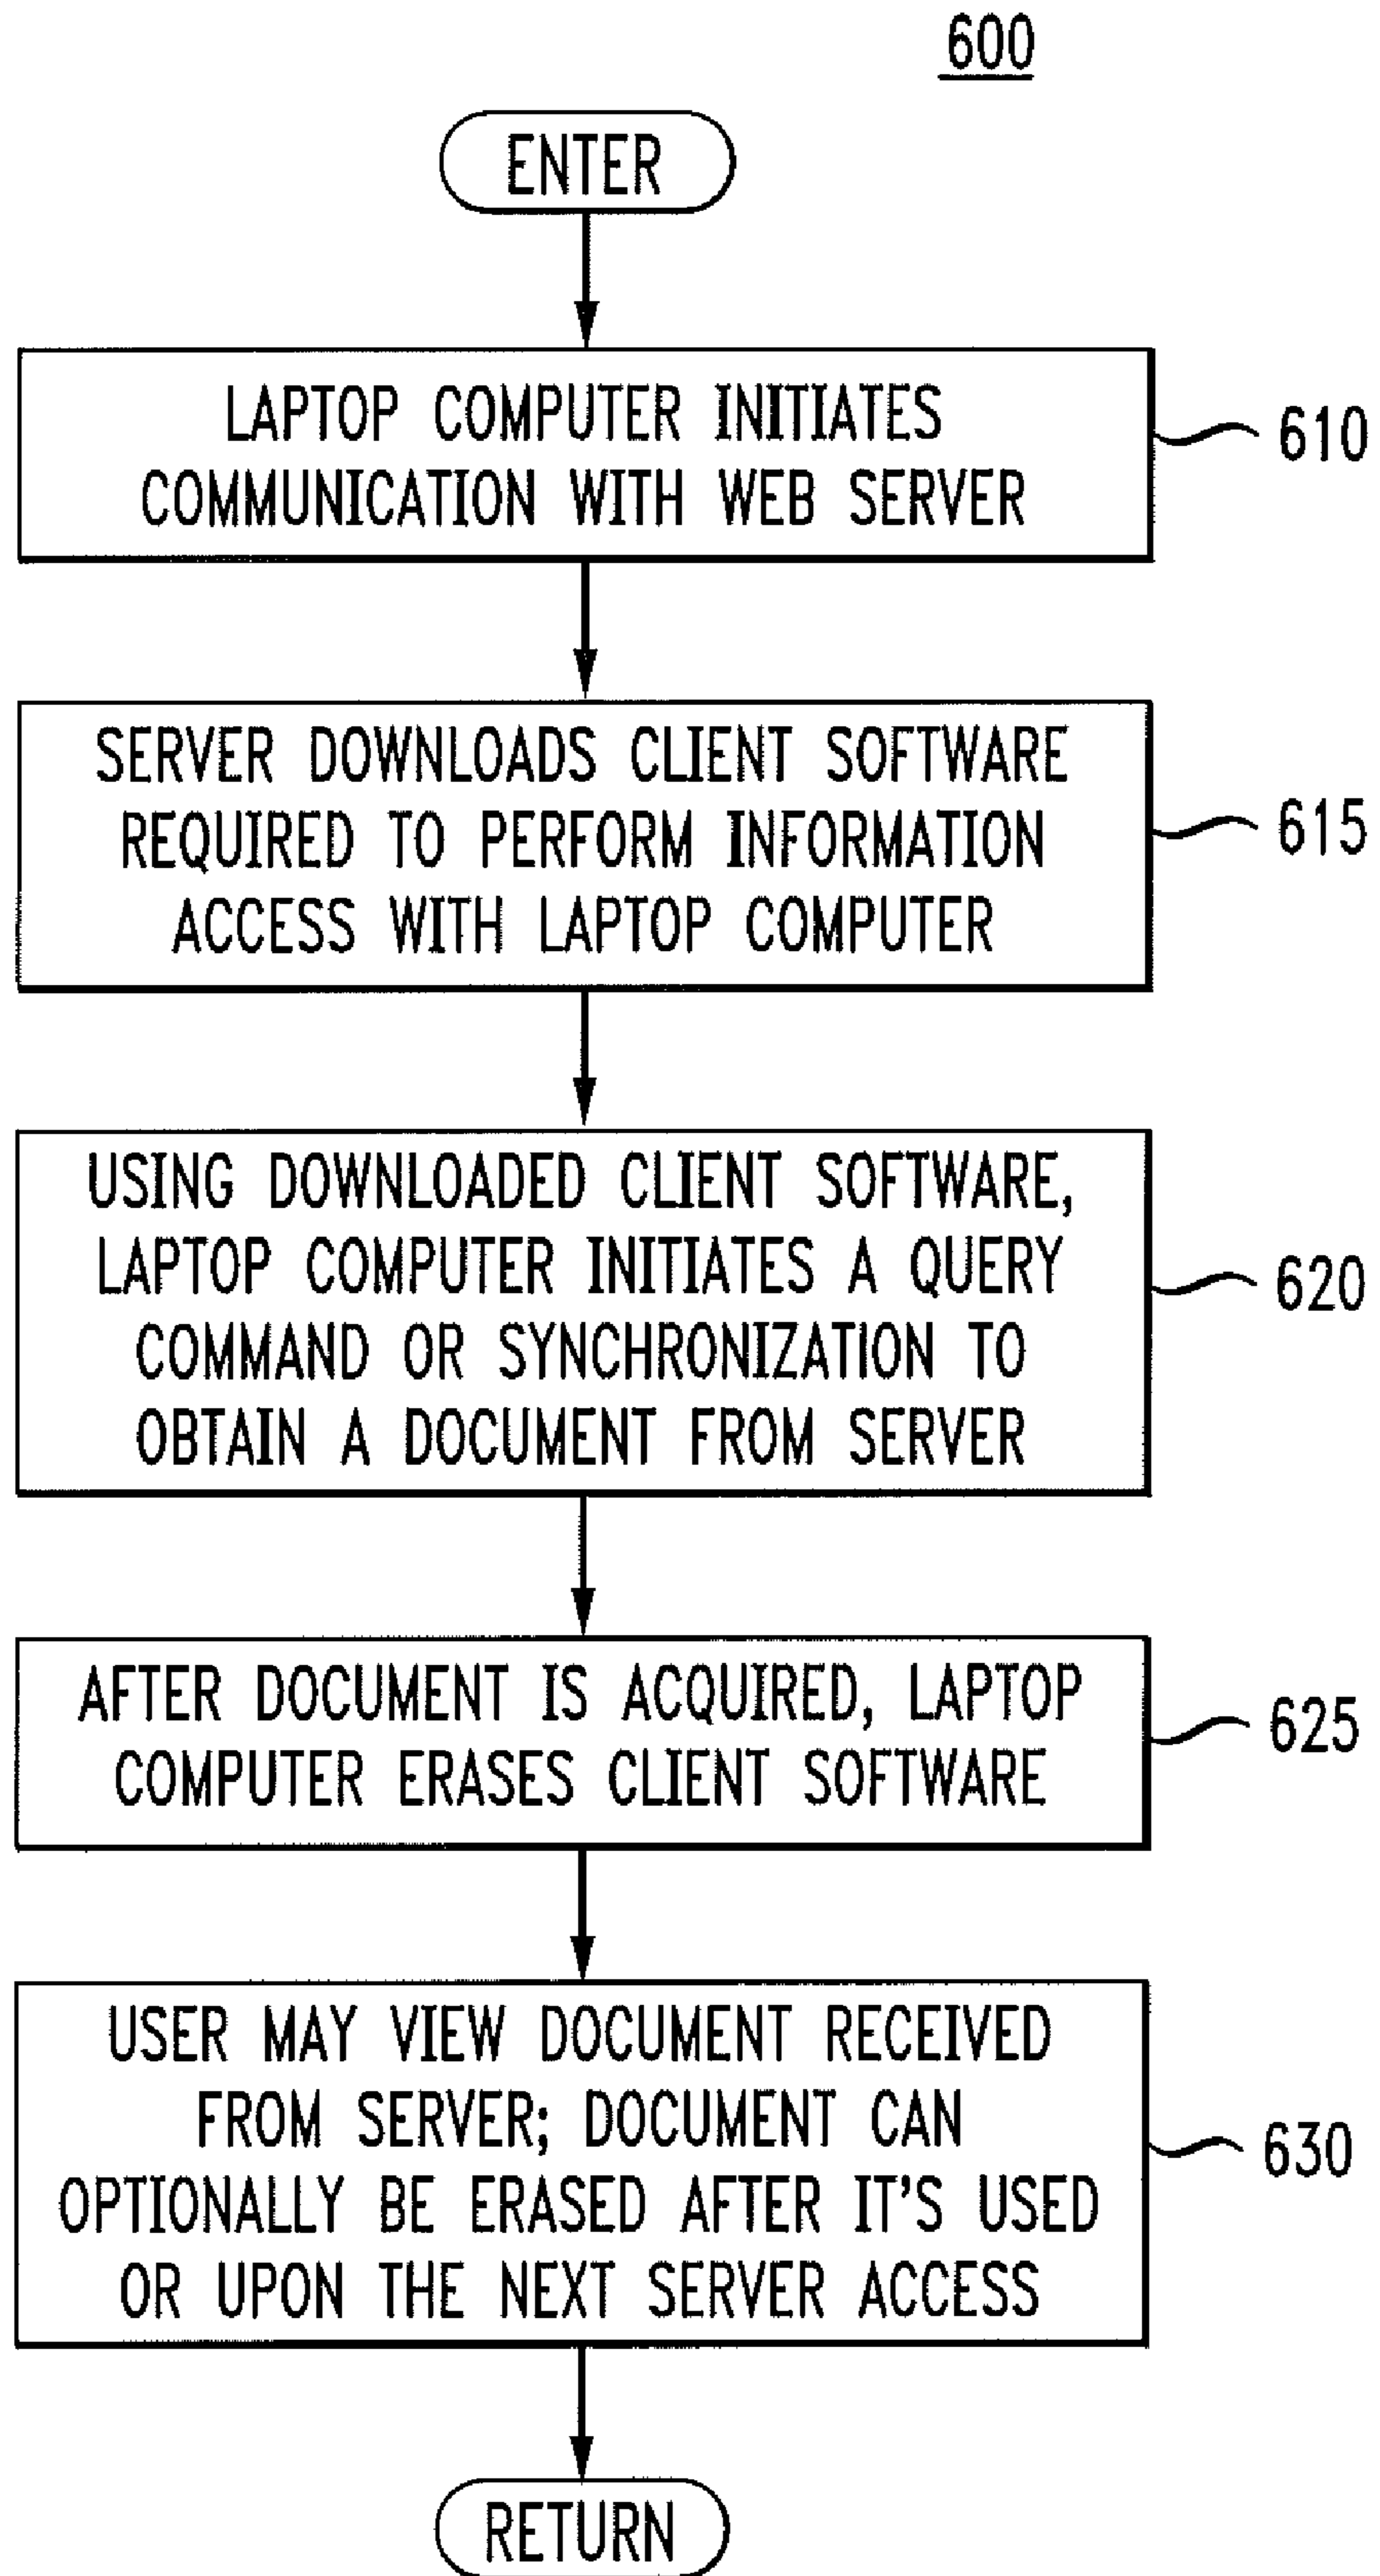 600
ENTER
LAPTOP COMPUTER INITIATES
COMMUNICATION WITH WEB SERVER
610
SERVER DOWNLOADS CLIENT SOFTWARE
REQUIRED TO PERFORM INFORMATION
ACCESS WITH LAPTOP COMPUTER
615
USING DOWNLOADED CLIENT SOFTWARE,
LAPTOP COMPUTER INITIATES A QUERY
COMMAND OR SYNCHRONIZATION TO
OBTAIN A DOCUMENT FROM SERVER
620
AFTER DOCUMENT IS ACQUIRED, LAPTOP
COMPUTER ERASES CLIENT SOFTWARE
625
USER MAY VIEW DOCUMENT RECEIVED
FROM SERVER; DOCUMENT CAN
OPTIONALLY BE ERASED AFTER IT'S USED
OR UPON THE NEXT SERVER ACCESS
630
RETURN